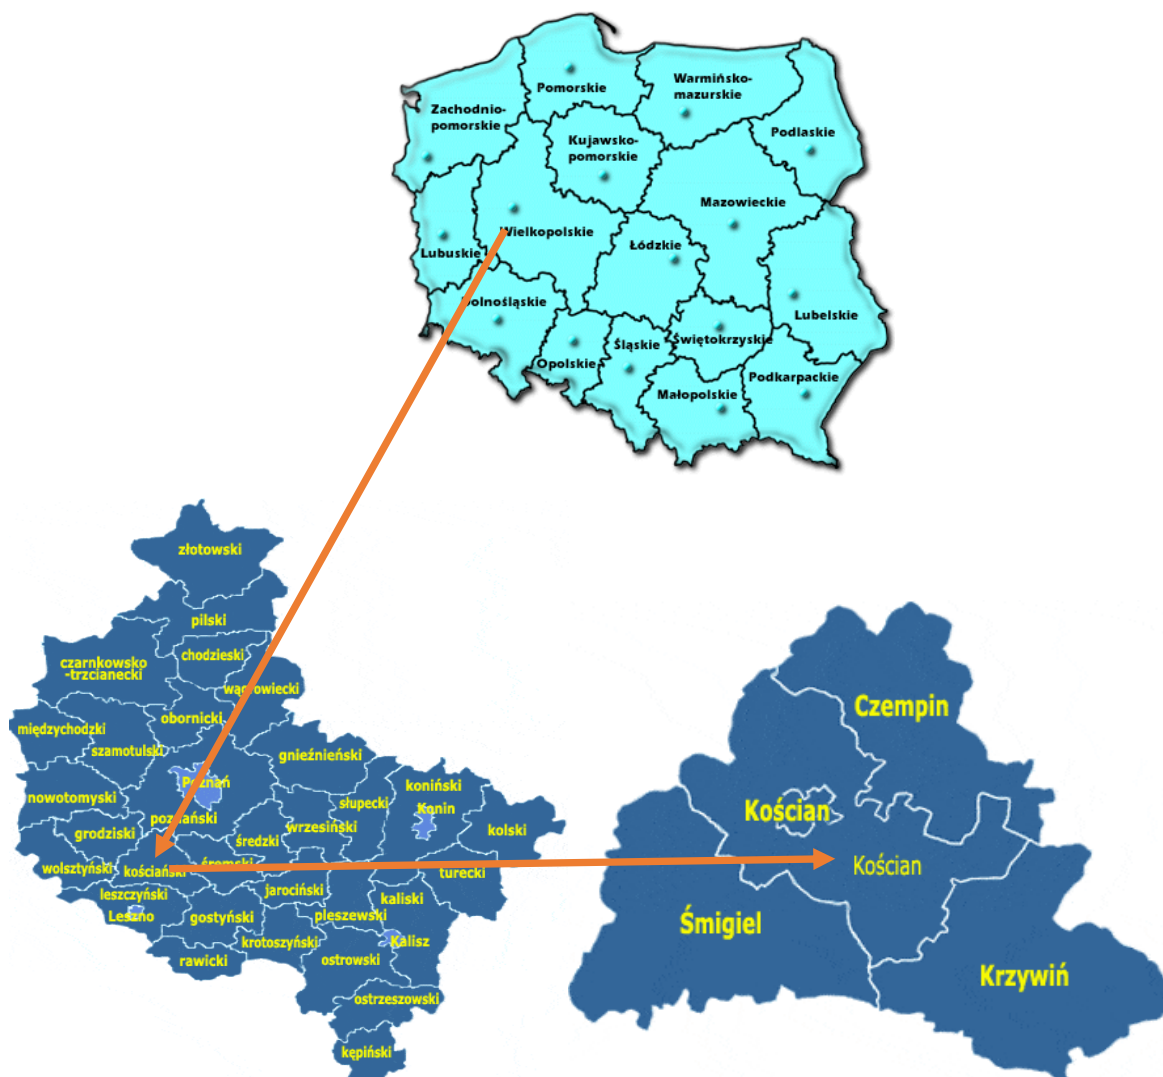 Pomorskie
Warmińsko-
mazurskie
Zachodnio-
pomorskie
Kujawsko-
pomorskie
Podlaskie
Mazowieckie
Wielkopolskie
Łódzkie
Lubuskie
Dolnośląskie
Lubelskie
Świętokrzyskie
Śląskie
Opolskie
Podkarpackie
Małopolskie
złotowski
pilski
chodzieski
czarnkowsko
-trzcianecki
wągrowiecki
obornicki
międzychodzki
szamotulski
gnieźnieński
Poznań
koniński
nowotomyski
słupecki
Konin
poznański
wrzesiński
kolski
grodziski
średzki
wolsztyński
kościański
śremski
turecki
jarociński
leszczyński
kaliski
Leszno
gostyński
pleszewski
krotoszyński
Kalisz
rawicki
ostrowski
ostrzeszowski
kępiński
Czempin
Kościan
Kościan
Śmigiel
Krzywiń